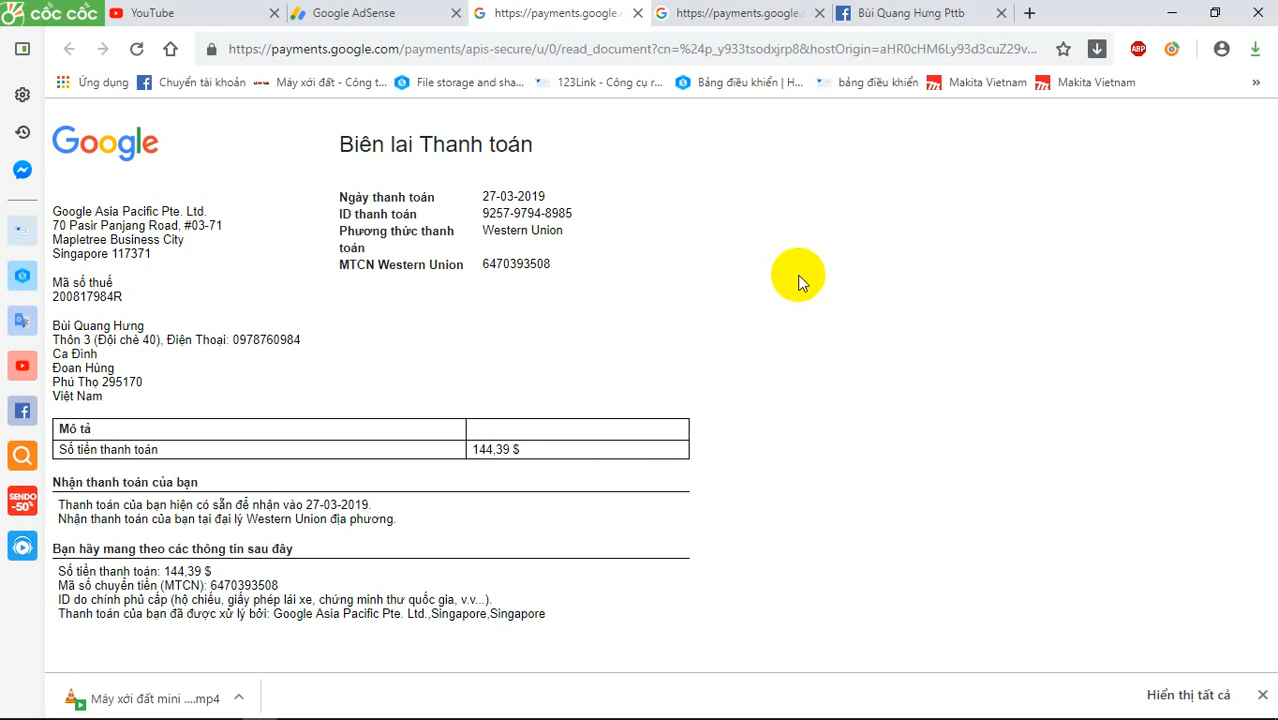 cốc cốc
YouTube
Google AdSense
https://payments.google.c
https://payments.google.c
Bùi Quang Hưng Pttb
https://payments.google.com/payments/apis-secure/u/0/read_document?cn=%24p_y933tsodyrp8&hostOrigin=aHR0cHM6Ly93d3cuZ29v...
ABP
Ứng dụng
Chuyển tài khoản
Máy xới đất - Công t...
File storage and sha...
123Link - Công cụ r...
Bảng điều khiển | H...
bảng điều khiển
Makita Vietnam
Makita Vietnam
Google
Biên lai Thanh toán
Google Asia Pacific Pte. Ltd.
70 Pasir Panjang Road, #03-71
Mapletree Business City
Singapore 117371
Mã số thuế
200817984R
Ngày thanh toán 27-03-2019
ID thanh toán 9257-9794-8985
Phương thức thanh toán Western Union
MTCN Western Union 6470393508
Bùi Quang Hưng
Thôn 3 (Đội chè 40), Điện Thoại: 0978760984
Ca Đình
Đoan Hùng
Phú Thọ 295170
Việt Nam
Mô tả
Số tiền thanh toán 144,39 $
Nhận thanh toán của bạn
Thanh toán của bạn hiện có sẵn để nhận vào 27-03-2019.
Nhận thanh toán của bạn tại đại lý Western Union địa phương.
Bạn hãy mang theo các thông tin sau đây
Số tiền thanh toán: 144,39 $
Mã số chuyển tiền (MTCN): 6470393508
ID do chính phủ cấp (hộ chiếu, giấy phép lái xe, chứng minh thư quốc gia, v.v...).
Thanh toán của bạn đã được xử lý bởi: Google Asia Pacific Pte. Ltd.,Singapore,Singapore
SENDO
-50%
Máy xới đất mini ....mp4
Hiển thị tất cả